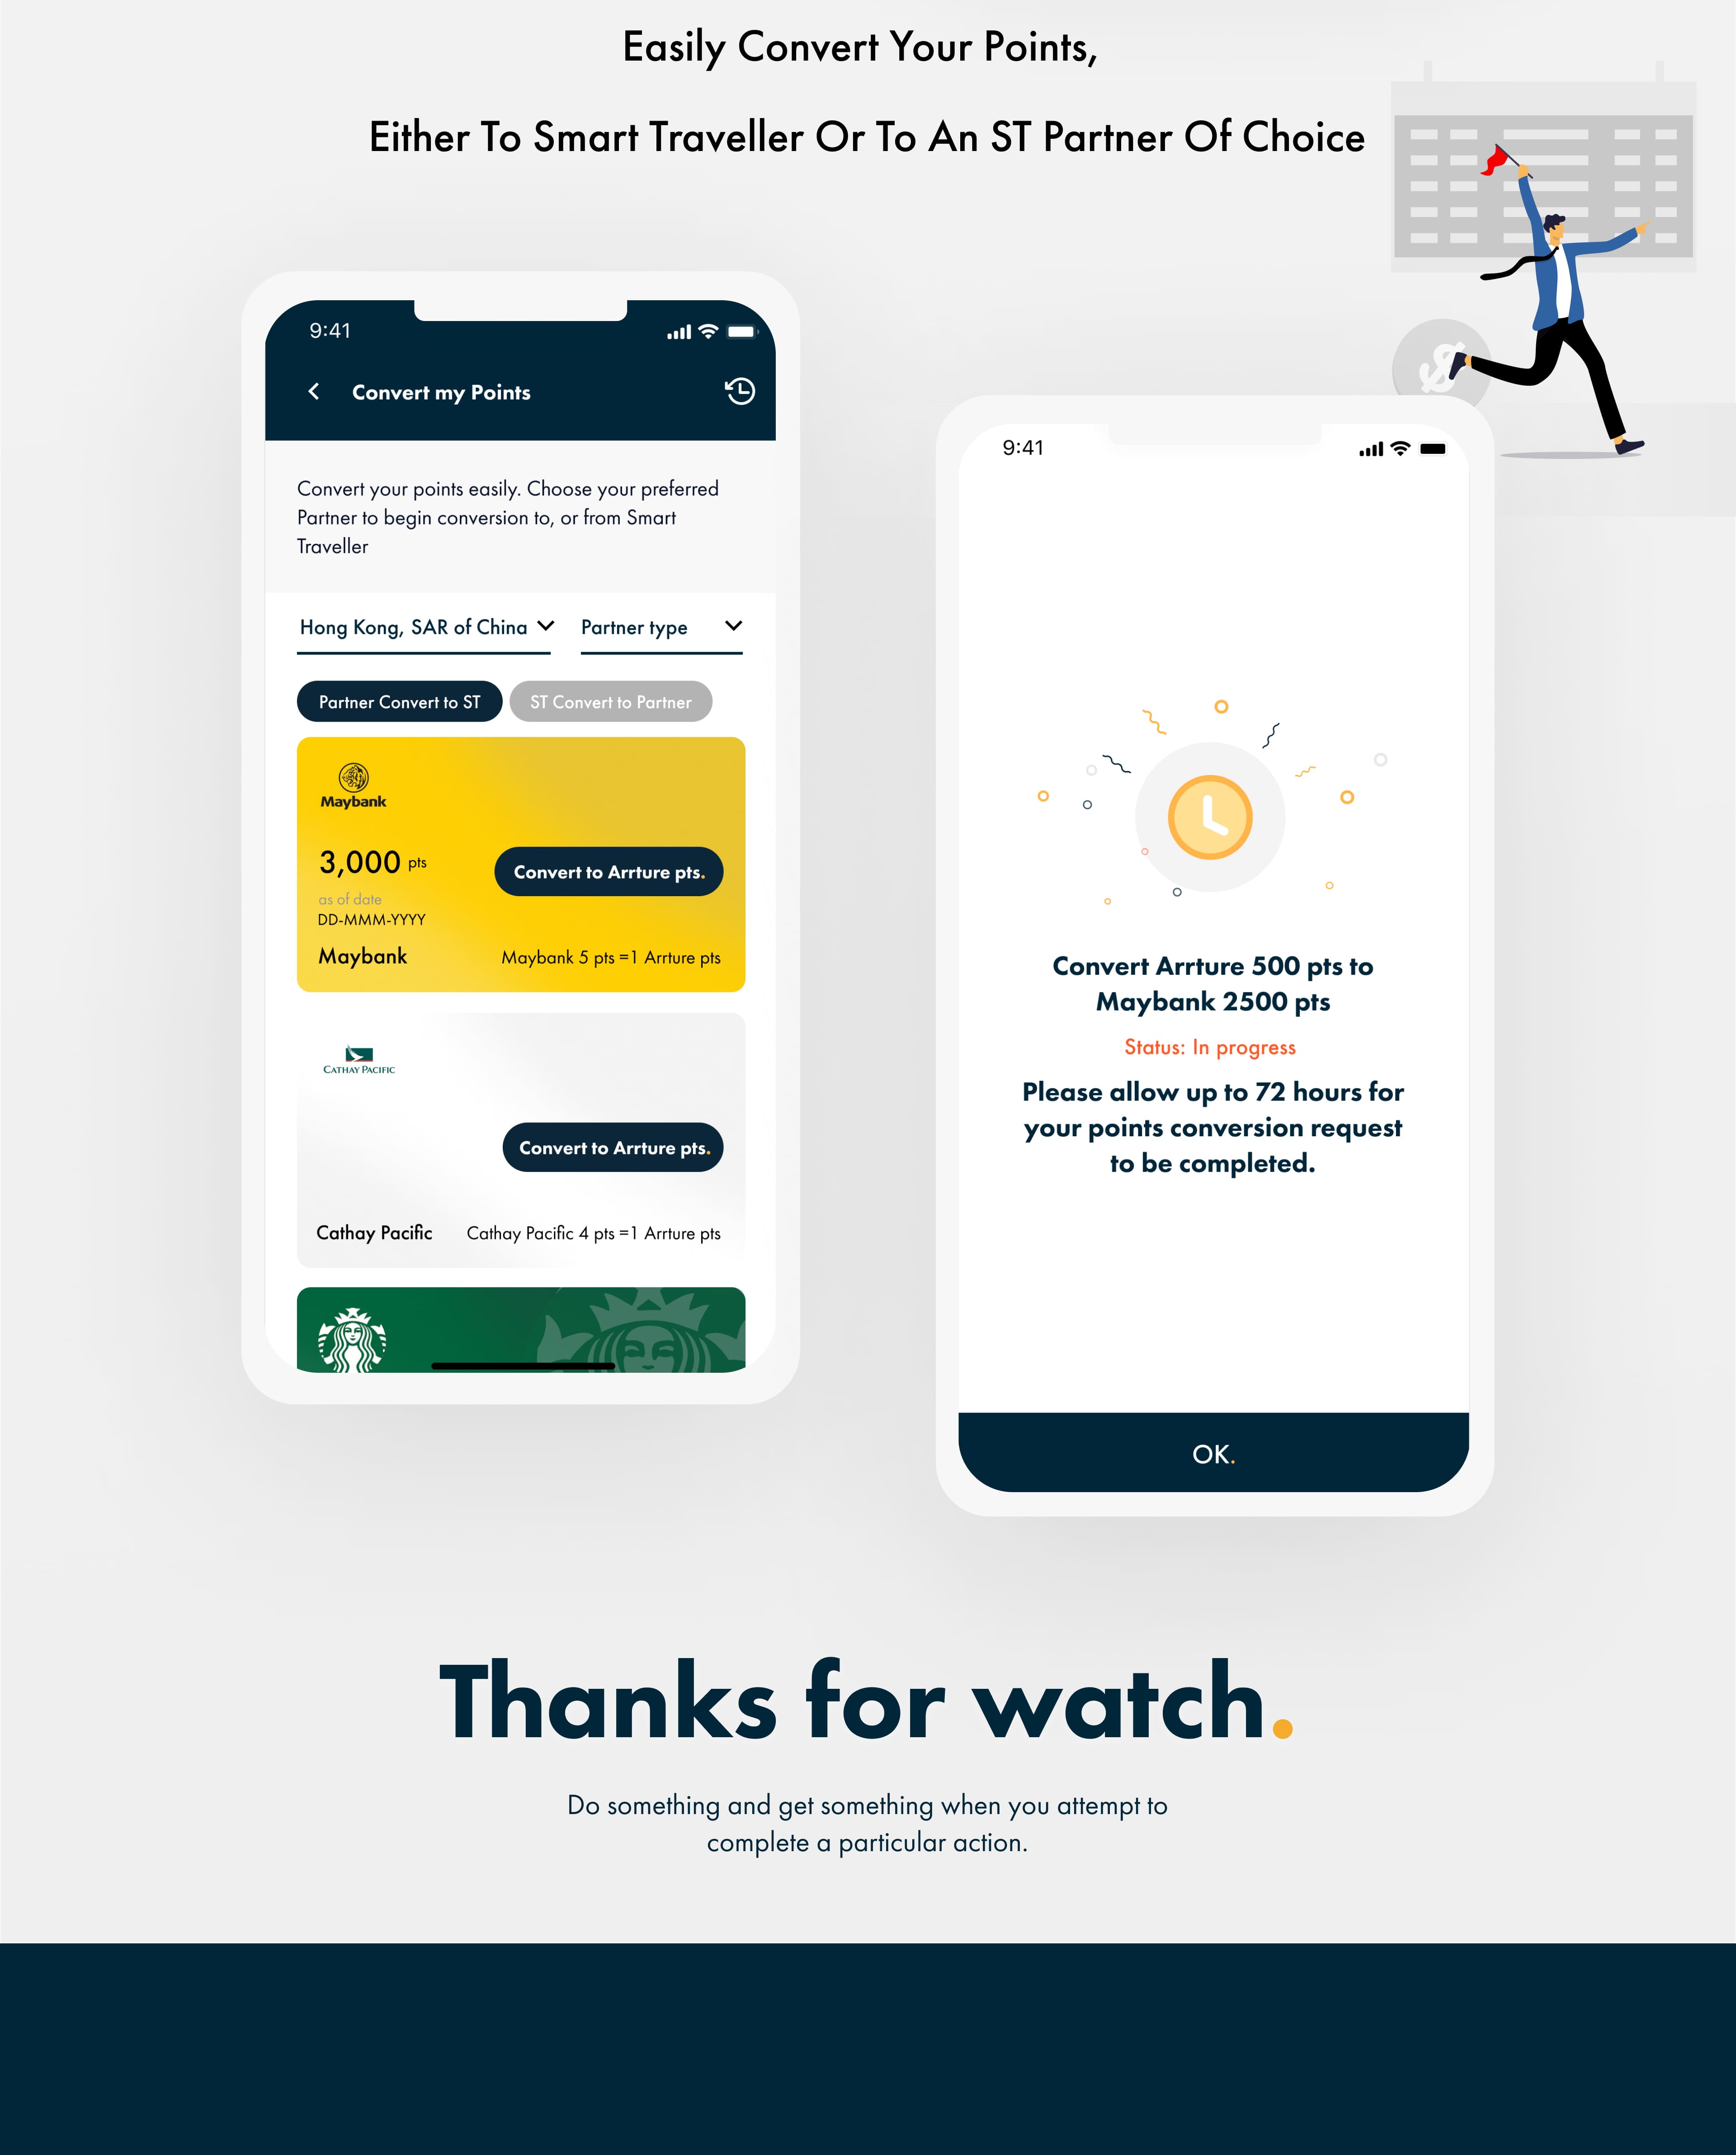 Easily Convert Your Points,
Either To Smart Traveller Or To An ST Partner Of Choice
9:41
Convert my Points
Convert your points easily. Choose your preferred
Partner to begin conversion to, or from Smart
Traveller
Hong Kong, SAR of China
Partner type
Partner Convert to ST
ST Convert to Partner
Maybank
3,000 pts
Convert to Arrture pts.
as of date
DD-MMM-YYYY
Maybank
Maybank 5 pts =1 Arrture pts
CATHAY PACIFIC
Convert to Arrture pts.
Cathay Pacific
Cathay Pacific 4 pts =1 Arrture pts
9:41
Convert Arrture 500 pts to
Maybank 2500 pts
Status: In progress
Please allow up to 72 hours for
your points conversion request
to be completed.
OK.
Thanks for watch.
Do something and get something when you attempt to
complete a particular action.